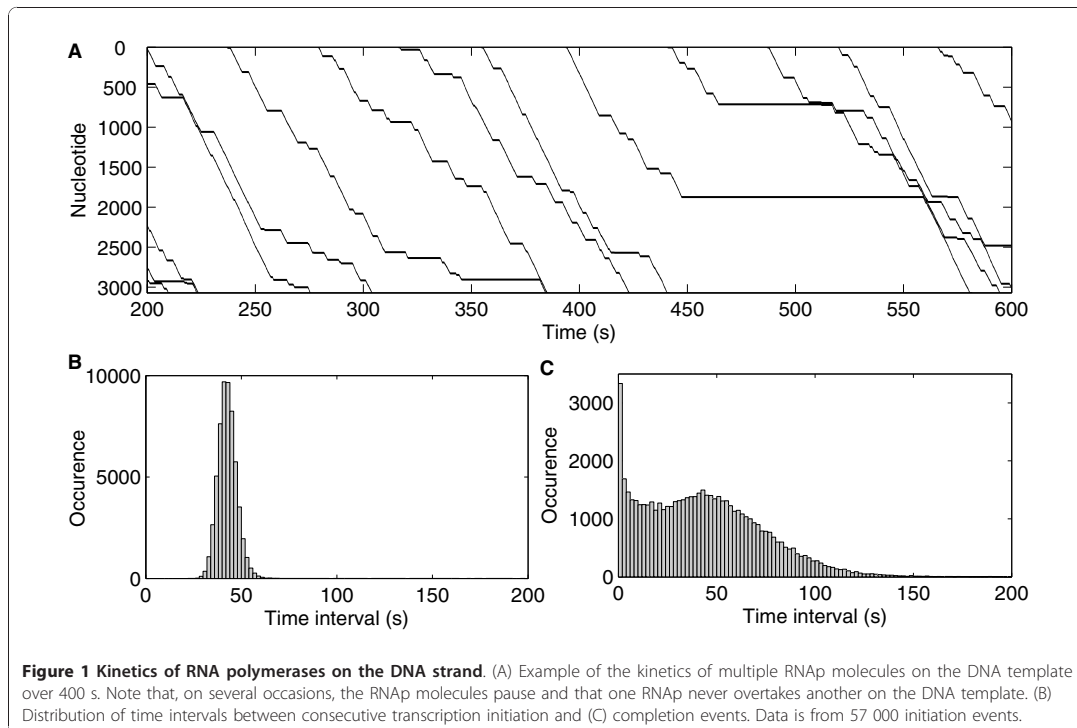 A
0
500
1000
1500
2000
2500
3000
Nucleotide
200 250 300 350 400 450 500 550 600
Time (s)
B
10000
5000
0
Occurence
0 50 100 150 200
Time interval (s)
C
3000
2000
1000
0
Occurence
0 50 100 150 200
Time interval (s)
Figure 1 Kinetics of RNA polymerases on the DNA strand. (A) Example of the kinetics of multiple RNAp molecules on the DNA template
over 400 s. Note that, on several occasions, the RNAp molecules pause and that one RNAp never overtakes another on the DNA template. (B)
Distribution of time intervals between consecutive transcription initiation and (C) completion events. Data is from 57 000 initiation events.